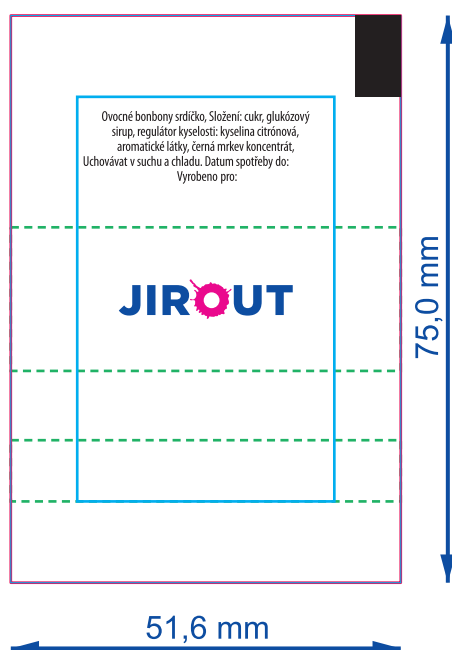 Ovocné bonbony srdíčko, Složení: cukr, glukózový
sirup, regulátor kyselosti: kyselina citrónová,
aromatické látky, černá mrkev koncentrát,
Uchovávat v suchu a chladu. Datum spotřeby do:
Vyrobeno pro:
JIROUT
75,0 mm
51,6 mm